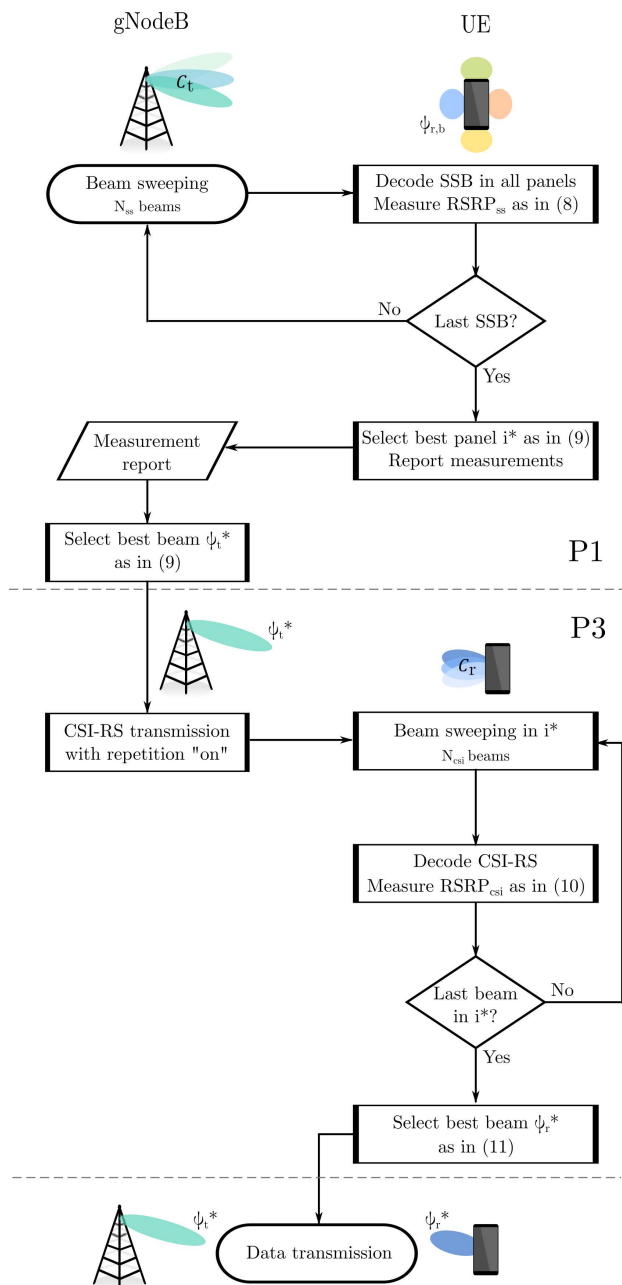 gNodeB
UE
C_t
ψ_r,b
Beam sweeping
N_ss beams
Decode SSB in all panels
Measure RSRP_ss as in (8)
No
Last SSB?
Yes
Measurement
report
Select best panel i* as in (9)
Report measurements
Select best beam ψ_t*
as in (9)
P1
ψ_t*
P3
C_r
CSI-RS transmission
with repetition "on"
Beam sweeping in i*
N_csi beams
Decode CSI-RS
Measure RSRP_csi as in (10)
Last beam
in i*?
No
Yes
Select best beam ψ_r*
as in (11)
ψ_t*
Data transmission
ψ_r*